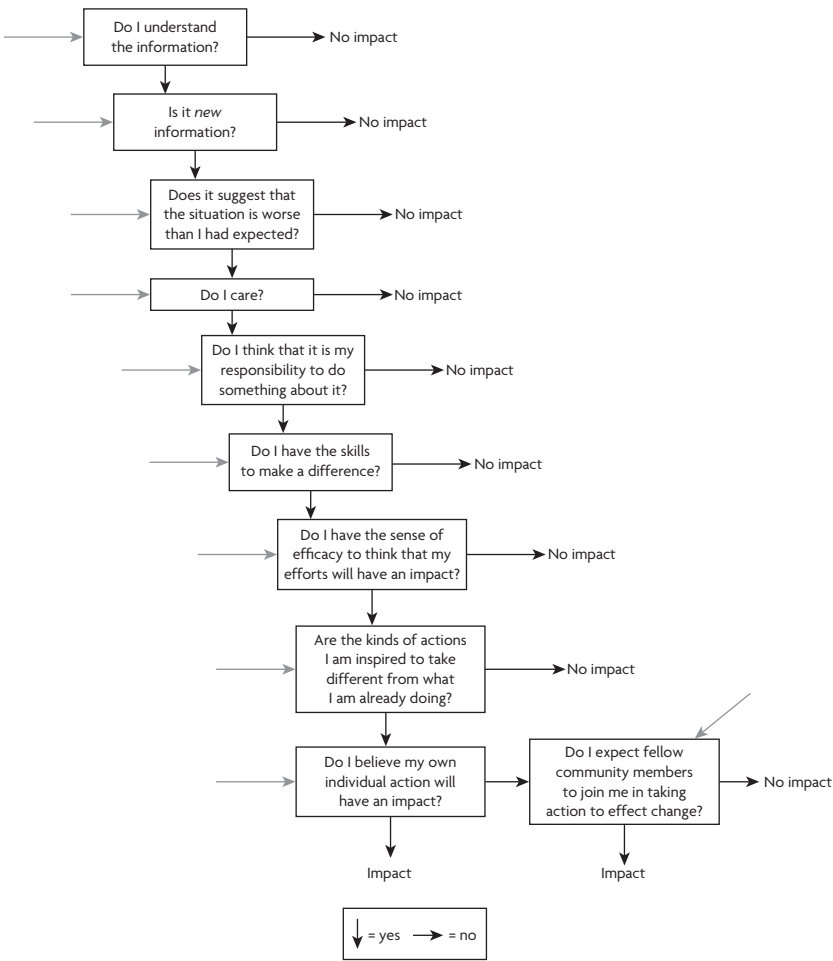 Do I understand
the information?
No impact
Is it new
information?
No impact
Does it suggest that
the situation is worse
than I had expected?
No impact
Do I care?
No impact
Do I think that it is my
responsibility to do
something about it?
No impact
Do I have the skills
to make a difference?
No impact
Do I have the sense of
efficacy to think that my
efforts will have an impact?
No impact
Are the kinds of actions
I am inspired to take
different from what
I am already doing?
No impact
Do I believe my own
individual action will
have an impact?
Do I expect fellow
community members
to join me in taking
action to effect change?
No impact
Impact
Impact
= yes = no